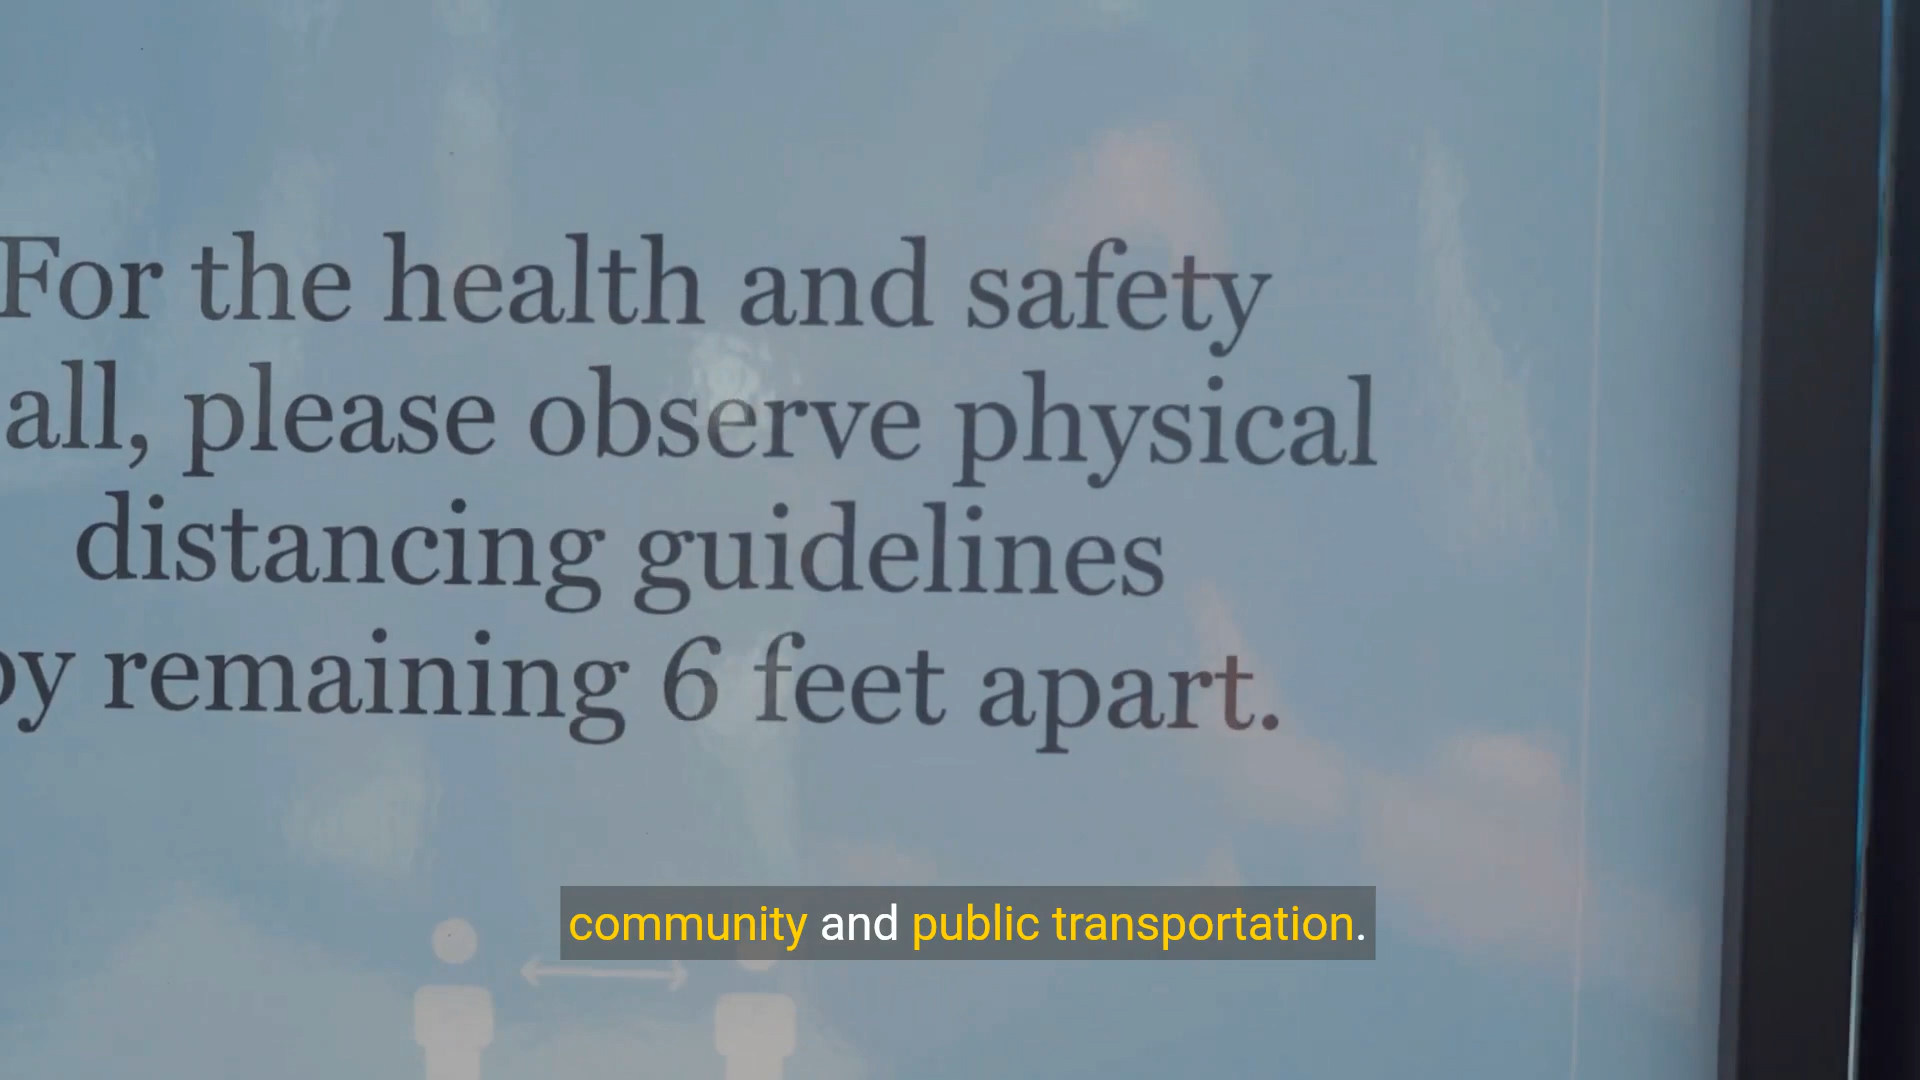 For the health and safety
all, please observe physical
distancing guidelines
by remaining 6 feet apart.
community and public transportation.